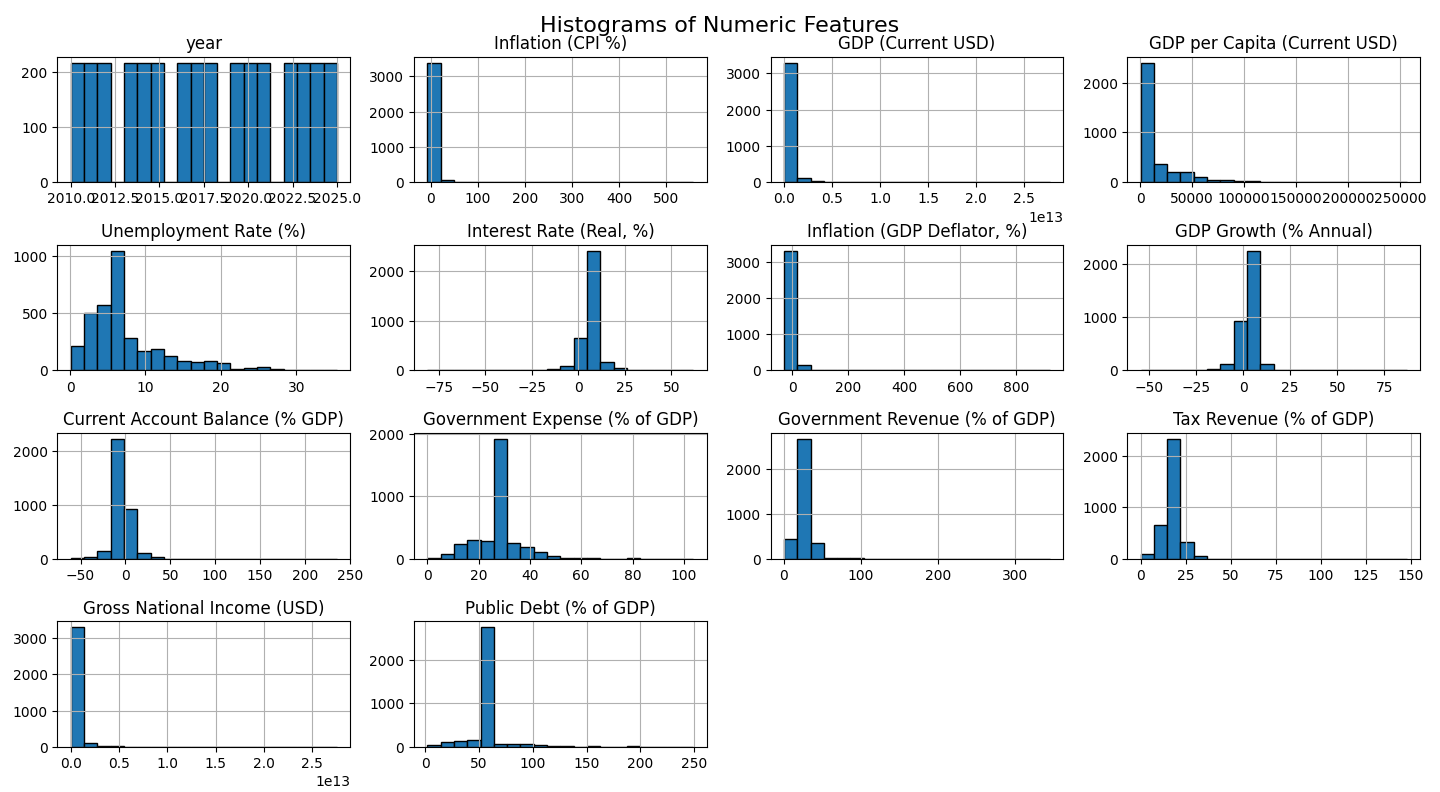 Histograms of Numeric Features
year
200
100
0
2010.0 2012.5 2015.0 2017.5 2020.0 2022.5 2025.0
Inflation (CPI %)
3000
2000
1000
0
0 100 200 300 400 500
GDP (Current USD)
3000
2000
1000
0
0.0 0.5 1.0 1.5 2.0 2.5
1e13
GDP per Capita (Current USD)
2000
1000
0
0 50000 100000 150000 200000 250000
Unemployment Rate (%)
1000
500
0
0 10 20 30
Interest Rate (Real, %)
2000
1000
0
−75 −50 −25 0 25 50
Inflation (GDP Deflator, %)
3000
2000
1000
0
0 200 400 600 800
GDP Growth (% Annual)
2000
1000
0
−50 −25 0 25 50 75
Current Account Balance (% GDP)
2000
1000
0
−50 0 50 100 150 200 250
Government Expense (% of GDP)
2000
1000
0
0 20 40 60 80 100
Government Revenue (% of GDP)
2000
1000
0
0 100 200 300
Tax Revenue (% of GDP)
2000
1000
0
0 25 50 75 100 125 150
Gross National Income (USD)
3000
2000
1000
0
0.0 0.5 1.0 1.5 2.0 2.5
1e13
Public Debt (% of GDP)
2000
1000
0
0 50 100 150 200 250